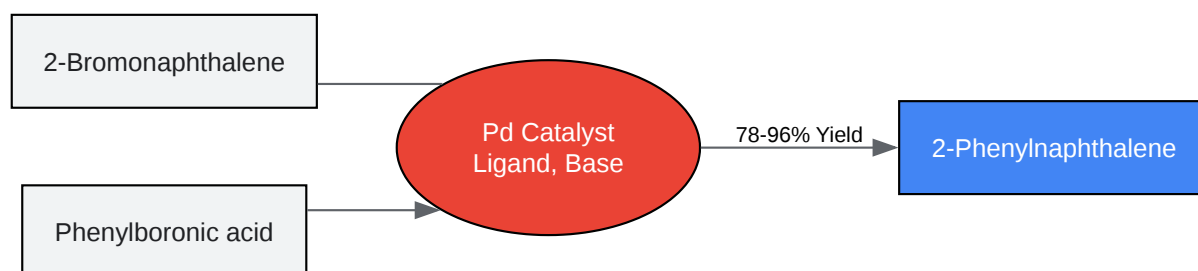 2-Bromonaphthalene
Pd Catalyst
Ligand, Base
78-96% Yield
2-Phenylnaphthalene
Phenylboronic acid